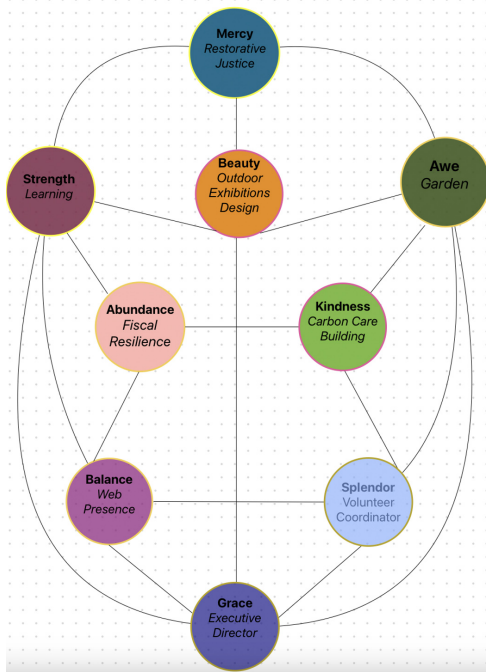 Mercy
Restorative
Justice
Strength
Learning
Beauty
Outdoor
Exhibitions
Design
Awe
Garden
Abundance
Fiscal
Resilience
Kindness
Carbon Care
Building
Balance
Web
Presence
Splendor
Volunteer
Coordinator
Grace
Executive
Director